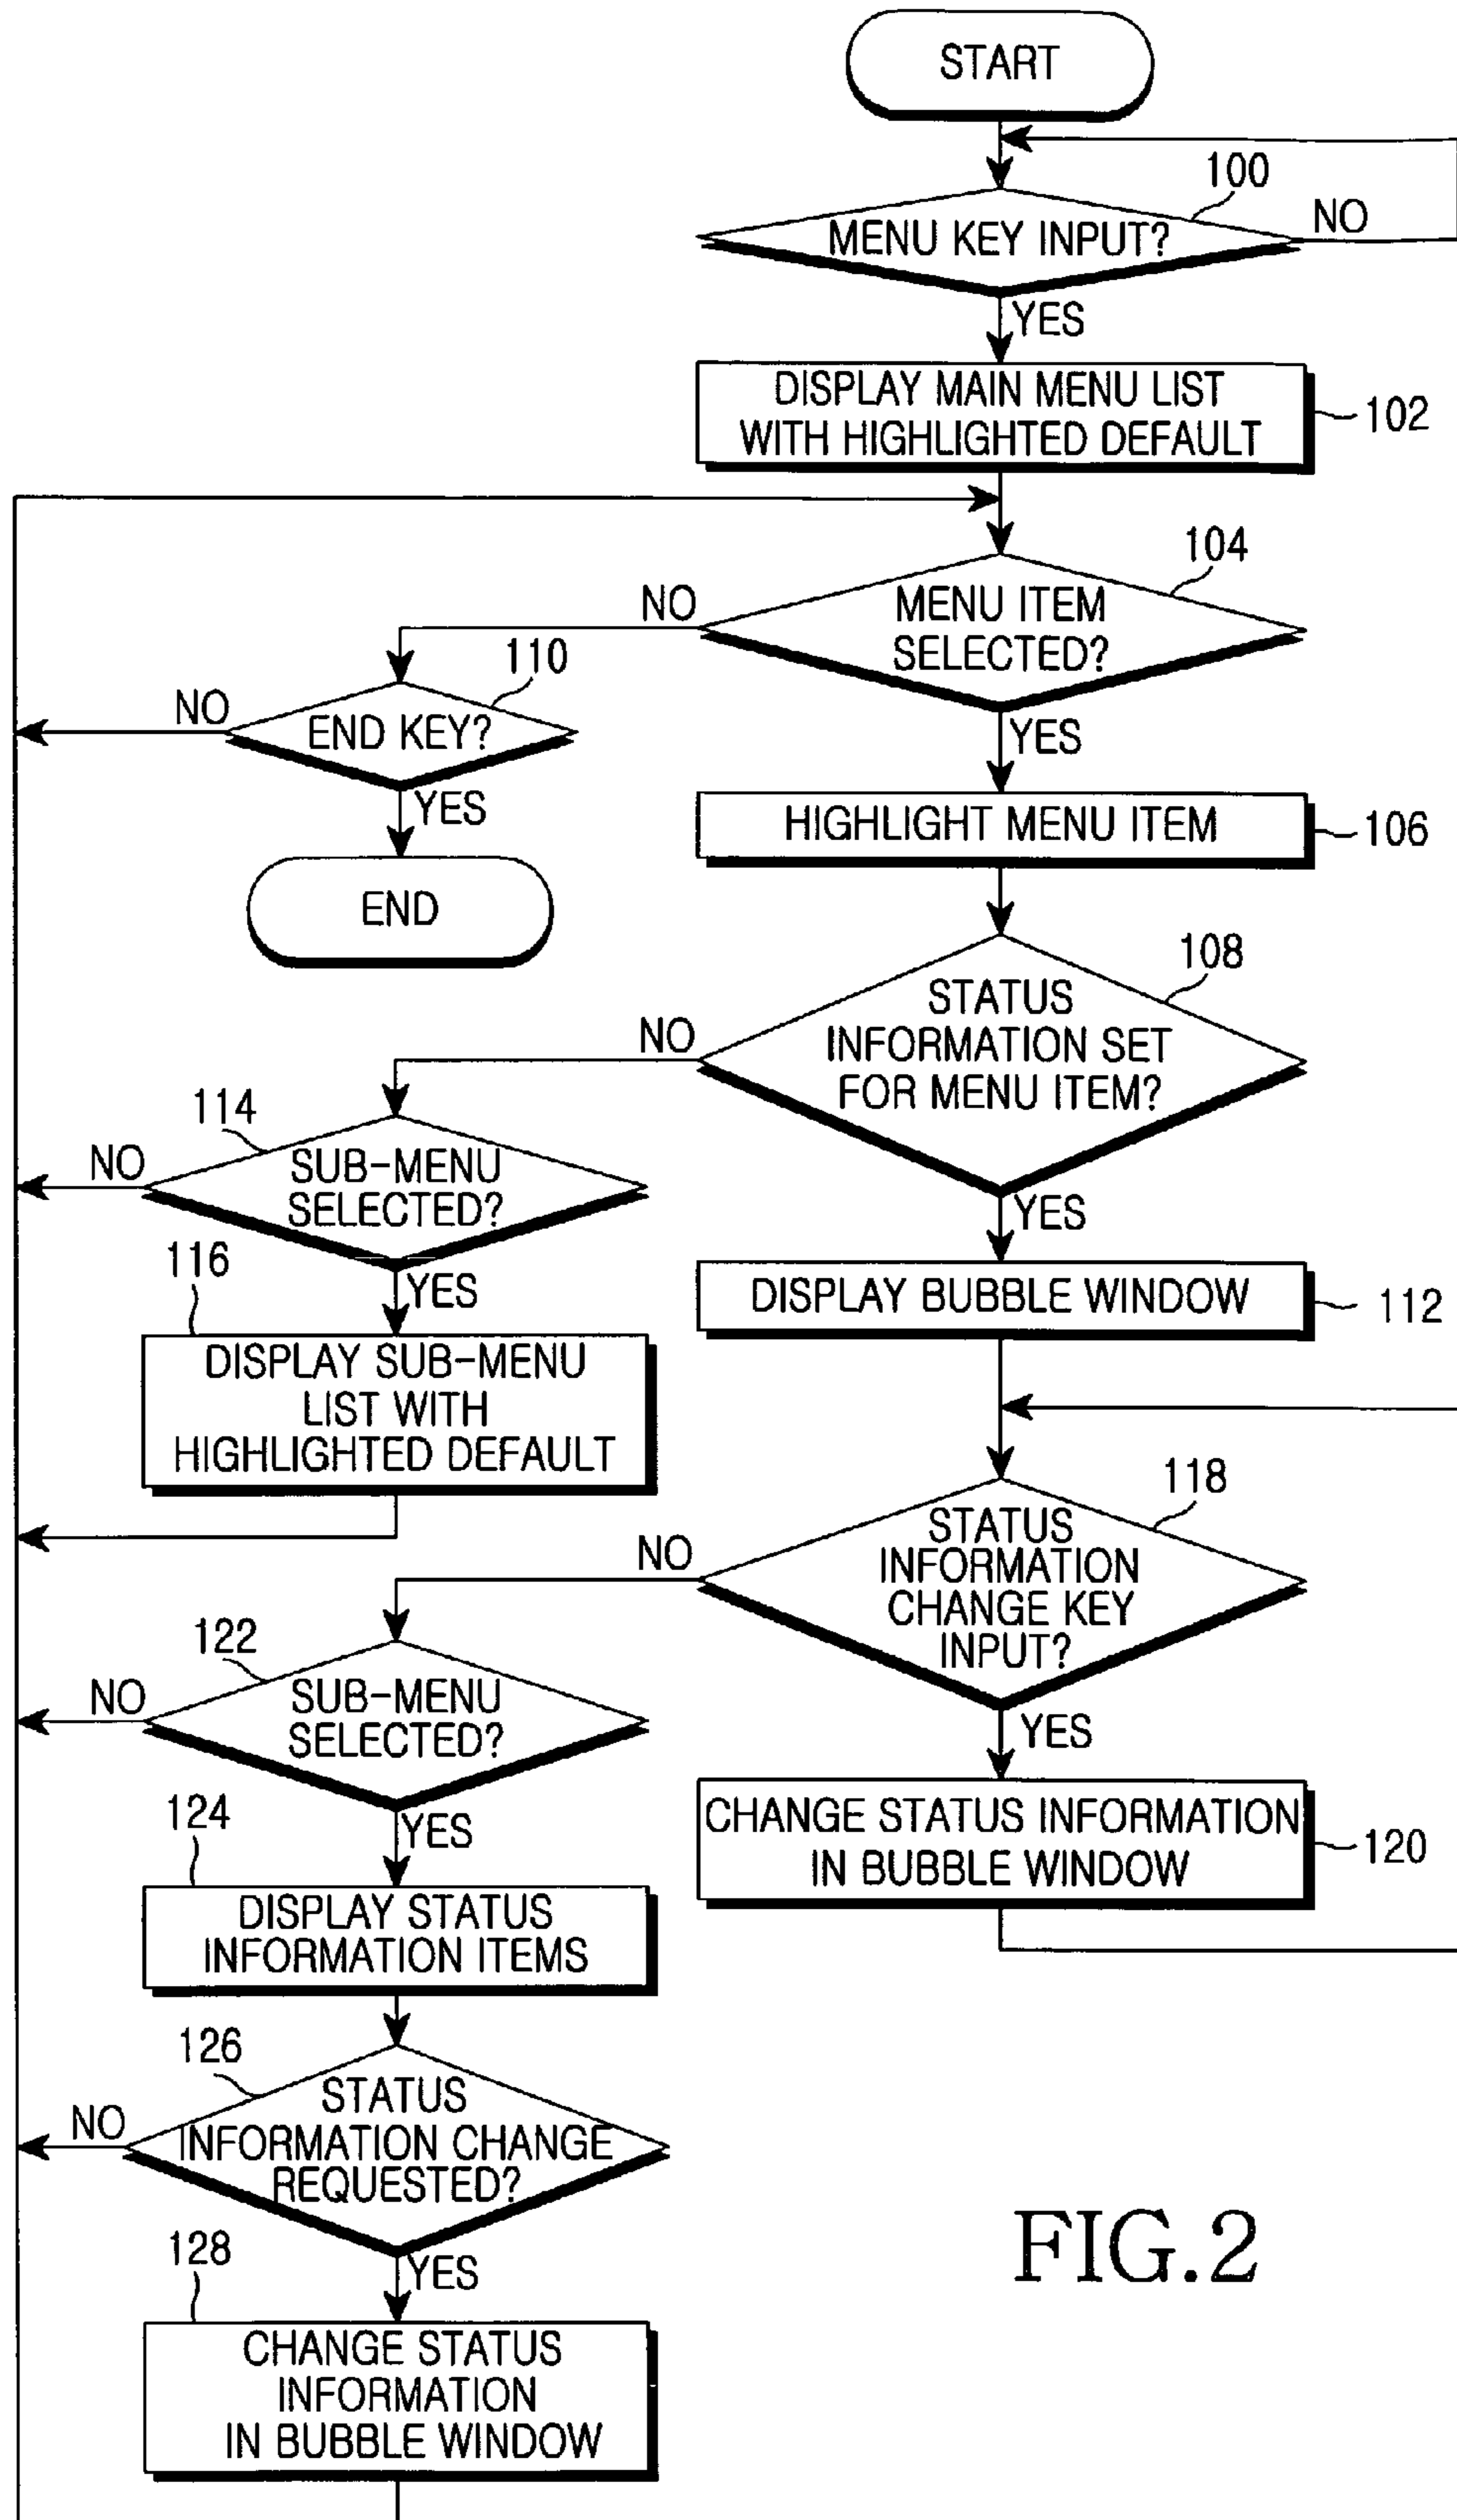 START
100
MENU KEY INPUT?
NO
YES
DISPLAY MAIN MENU LIST
WITH HIGHLIGHTED DEFAULT
102
104
MENU ITEM
SELECTED?
NO
YES
110
END KEY?
NO
YES
END
HIGHLIGHT MENU ITEM
106
108
STATUS
INFORMATION SET
FOR MENU ITEM?
NO
YES
114
SUB-MENU
SELECTED?
NO
YES
116
DISPLAY SUB-MENU
LIST WITH
HIGHLIGHTED DEFAULT
DISPLAY BUBBLE WINDOW
112
118
STATUS
INFORMATION
CHANGE KEY
INPUT?
NO
YES
CHANGE STATUS INFORMATION
IN BUBBLE WINDOW
120
122
SUB-MENU
SELECTED?
NO
YES
124
DISPLAY STATUS
INFORMATION ITEMS
126
STATUS
INFORMATION CHANGE
REQUESTED?
NO
YES
128
CHANGE STATUS
INFORMATION
IN BUBBLE WINDOW
FIG.2